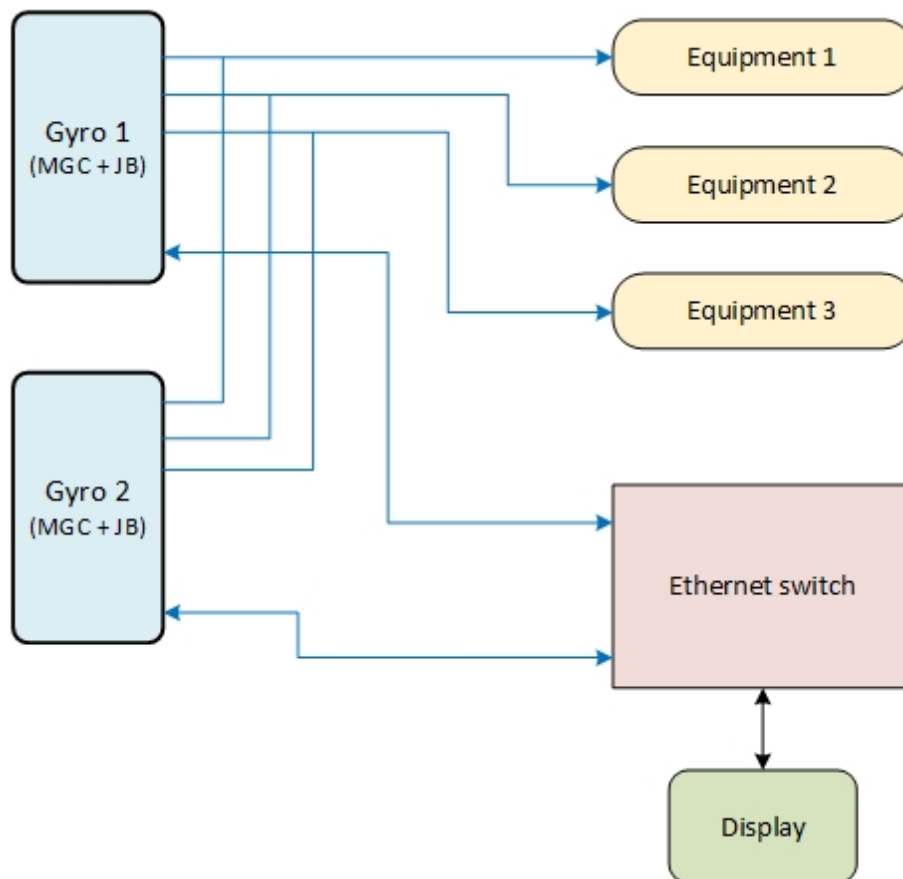 Gyro 1
(MGC + JB)
Equipment 1
Equipment 2
Equipment 3
Gyro 2
(MGC + JB)
Ethernet switch
Display